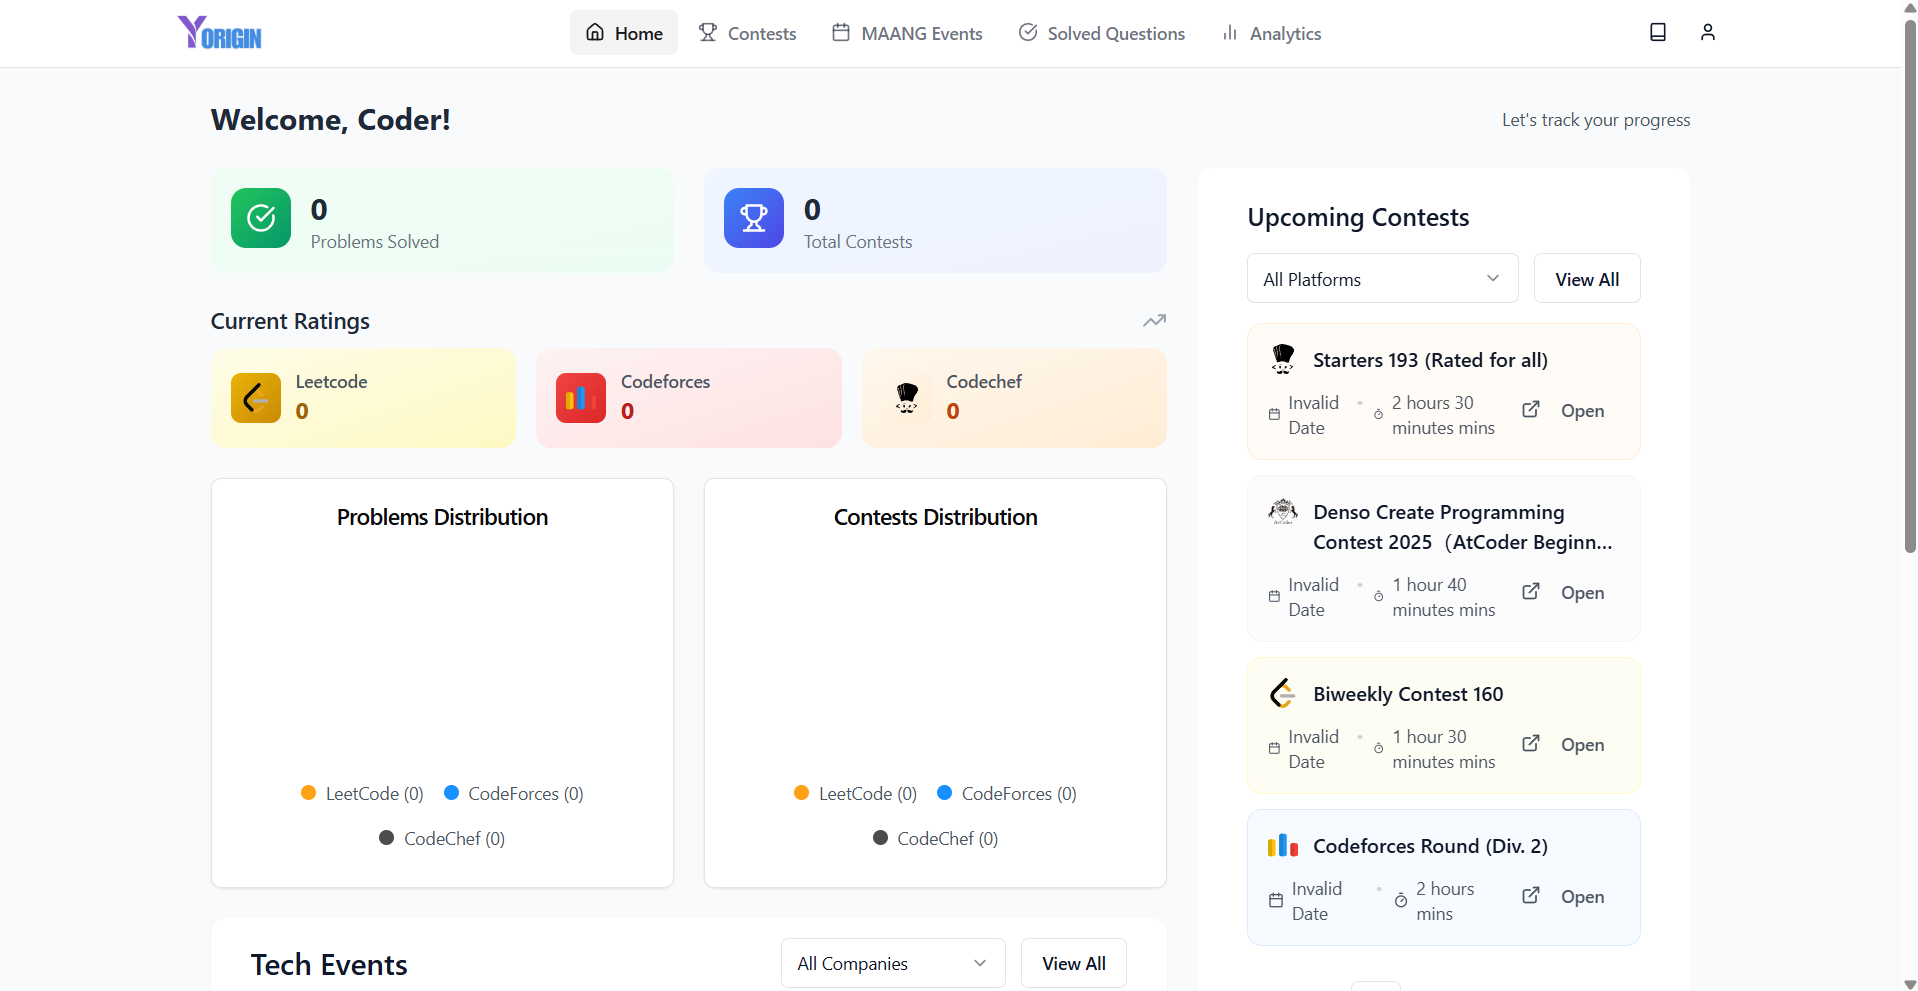 YORIGIN
Home
Contests
MAANG Events
Solved Questions
Analytics
Welcome, Coder!
Let's track your progress
0
Problems Solved
0
Total Contests
Current Ratings
Leetcode
0
Codeforces
0
Codechef
0
Problems Distribution
LeetCode (0)
CodeForces (0)
CodeChef (0)
Contests Distribution
LeetCode (0)
CodeForces (0)
CodeChef (0)
Tech Events
All Companies
View All
Upcoming Contests
All Platforms
View All
Starters 193 (Rated for all)
Invalid
Date
2 hours 30
minutes mins
Open
Denso Create Programming
Contest 2025（AtCoder Beginn...
Invalid
Date
1 hour 40
minutes mins
Open
Biweekly Contest 160
Invalid
Date
1 hour 30
minutes mins
Open
Codeforces Round (Div. 2)
Invalid
Date
2 hours
mins
Open